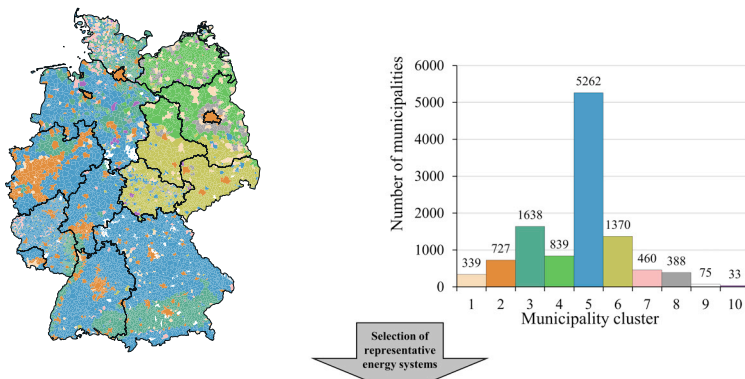 Number of municipalities
6000
5000
4000
3000
2000
1000
0
339
727
1638
839
5262
1370
460
388
75
33
1 2 3 4 5 6 7 8 9 10
Municipality cluster
Selection of
representative
energy systems